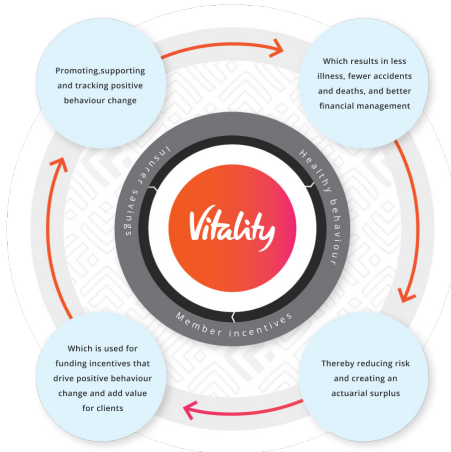 Promoting,supporting
and tracking positive
behaviour change
Which results in less
illness, fewer accidents
and deaths, and better
financial management
Insurer savings
Healthy behaviour
Vitality
Member incentives
Which is used for
funding incentives that
drive positive behaviour
change and add value
for clients
Thereby reducing risk
and creating an
actuarial surplus